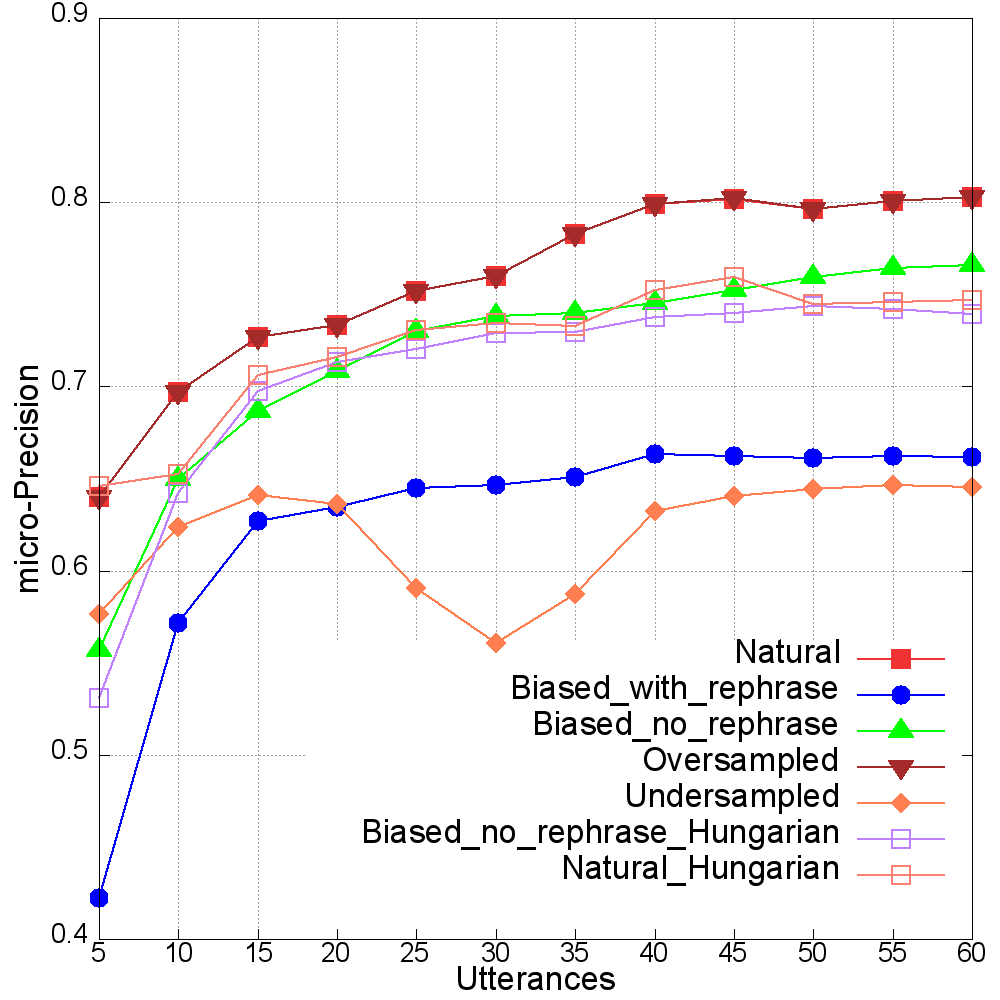 0.9
0.8
0.7
0.6
0.5
0.4
micro-Precision
Natural
Biased_with_rephrase
Biased_no_rephrase
Oversampled
Undersampled
Biased_no_rephrase_Hungarian
Natural_Hungarian
5 10 15 20 25 30 35 40 45 50 55 60
Utterances